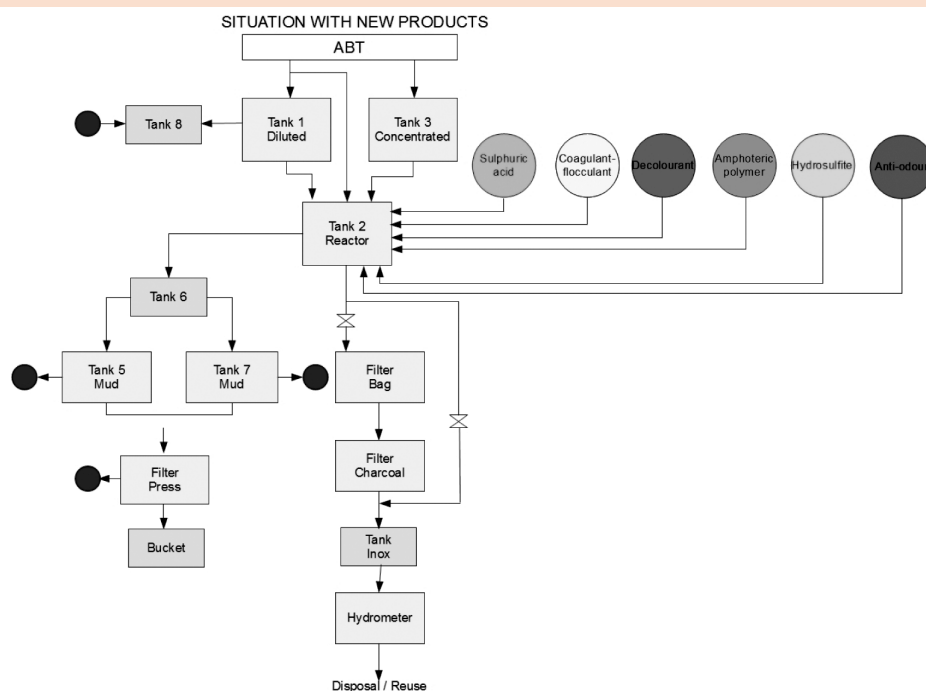 SITUATION WITH NEW PRODUCTS
ABT
Tank 8
Tank 1
Diluted
Tank 3
Concentrated
Sulphuric
acid
Coagulant-
flocculant
Decolourant
Amphoteric
polymer
Hydrosulfite
Anti-odour
Tank 2
Reactor
Tank 6
Tank 5
Mud
Tank 7
Mud
Filter
Bag
Filter
Press
Filter
Charcoal
Bucket
Tank
Inox
Hydrometer
Disposal / Reuse